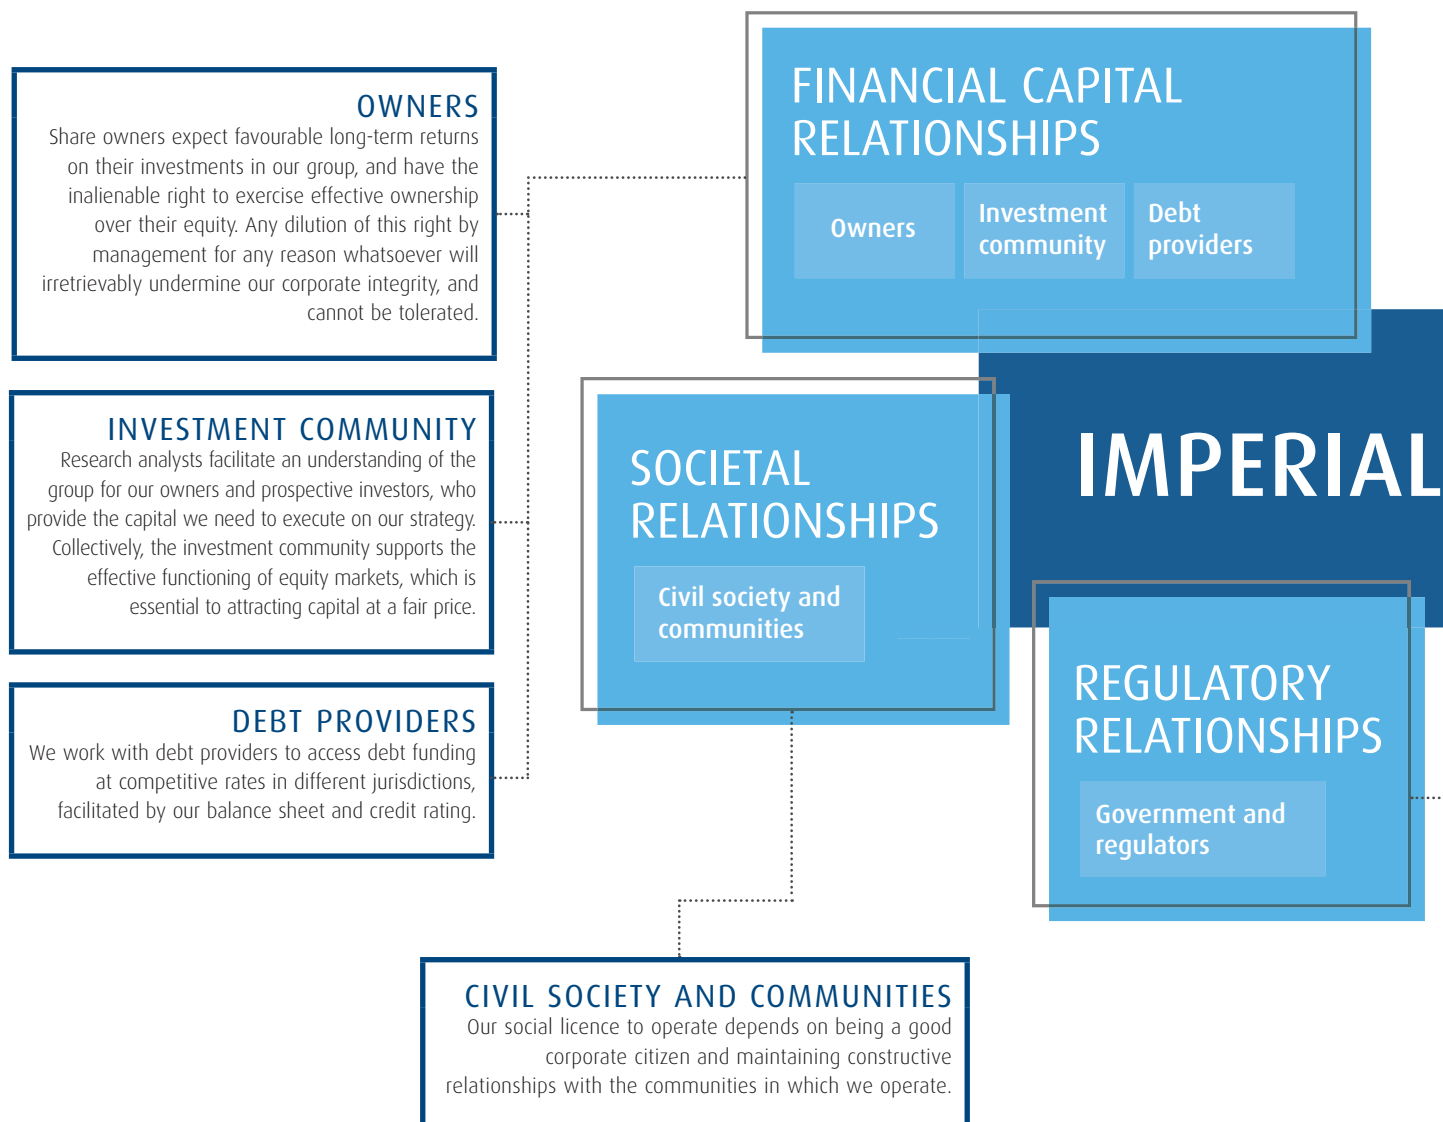 OWNERS
Share owners expect favourable long-term returns
on their investments in our group, and have the
inalienable right to exercise effective ownership
over their equity. Any dilution of this right by
management for any reason whatsoever will
irretrievably undermine our corporate integrity, and
cannot be tolerated.
INVESTMENT COMMUNITY
Research analysts facilitate an understanding of the
group for our owners and prospective investors, who
provide the capital we need to execute on our strategy.
Collectively, the investment community supports the
effective functioning of equity markets, which is
essential to attracting capital at a fair price.
DEBT PROVIDERS
We work with debt providers to access debt funding
at competitive rates in different jurisdictions,
facilitated by our balance sheet and credit rating.
FINANCIAL CAPITAL
RELATIONSHIPS
Owners
Investment
community
Debt
providers
SOCIETAL
RELATIONSHIPS
Civil society and
communities
IMPERIAL
REGULATORY
RELATIONSHIPS
Government and
regulators
CIVIL SOCIETY AND COMMUNITIES
Our social licence to operate depends on being a good
corporate citizen and maintaining constructive
relationships with the communities in which we operate.